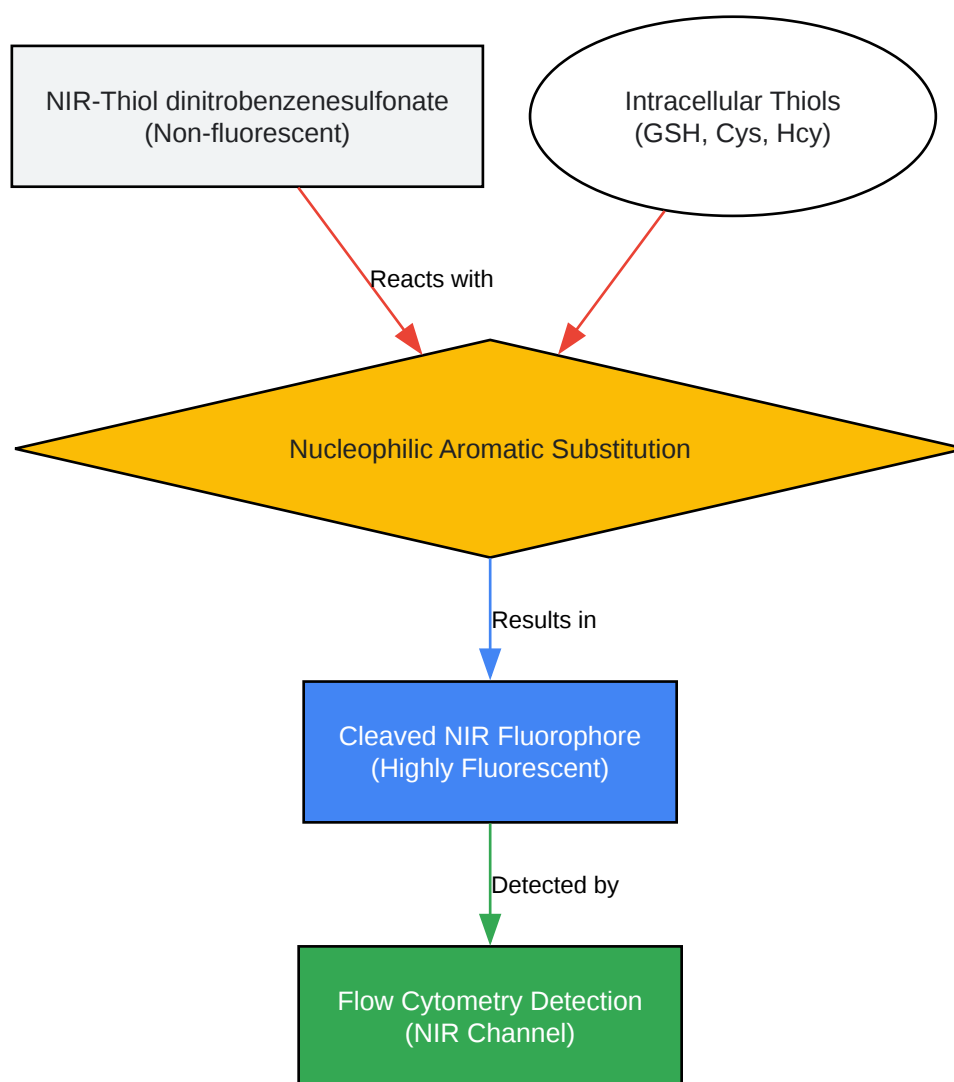 NIR-Thiol dinitrobenzenesulfonate
(Non-fluorescent)
Intracellular Thiols
(GSH, Cys, Hcy)
Reacts with
Nucleophilic Aromatic Substitution
Results in
Cleaved NIR Fluorophore
(Highly Fluorescent)
Detected by
Flow Cytometry Detection
(NIR Channel)